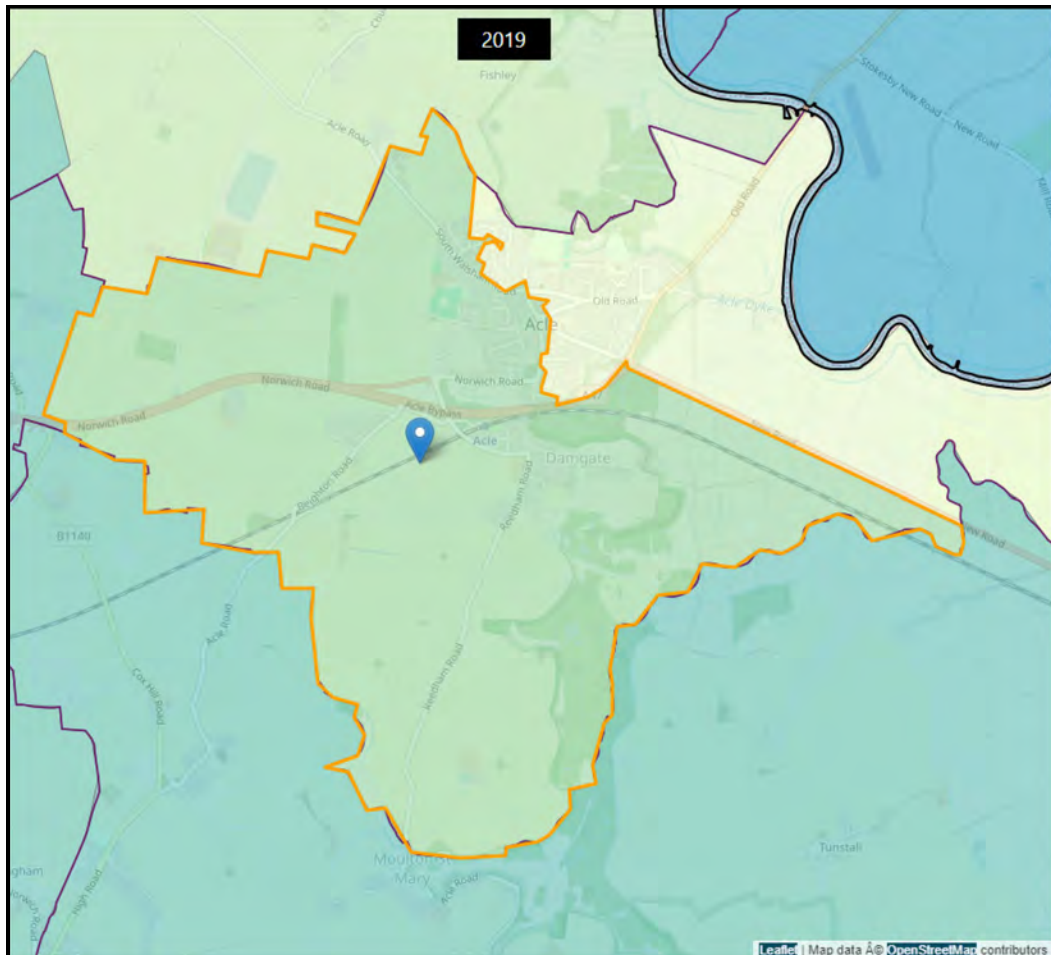 2019
Fishley
Acle Road
Stokesby New Road
New Road
Mill Road
Old Road
South Walsham Road
Old Road
Acle Dyke
Acle
Norwich Road
Norwich Road
Norwich Road
Acle Bypass
A47
New Road
Acle
Damgate
Beighton Road
Reedham Road
New Road
B1140
Acle Road
Reedham Road
Cox Hill Road
Tunstall
Moulton St
Mary
Acle Road
High Road
Norwich Road
Leaflet | Map data Â© OpenStreetMap contributors